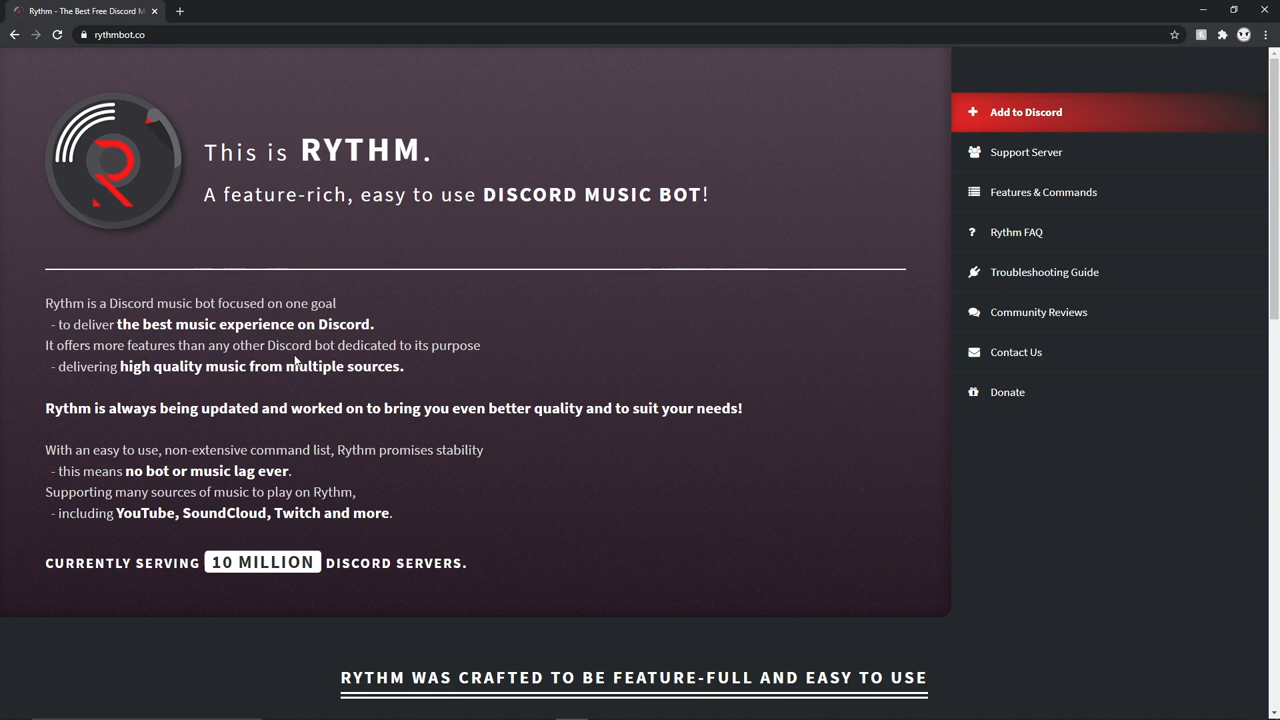 Rythm - The Best Free Discord M
rythmbot.co
This is RYTHM.
A feature-rich, easy to use DISCORD MUSIC BOT!
Rythm is a Discord music bot focused on one goal
- to deliver the best music experience on Discord.
It offers more features than any other Discord bot dedicated to its purpose
- delivering high quality music from multiple sources.
Rythm is always being updated and worked on to bring you even better quality and to suit your needs!
With an easy to use, non-extensive command list, Rythm promises stability
- this means no bot or music lag ever.
Supporting many sources of music to play on Rythm,
- including YouTube, SoundCloud, Twitch and more.
CURRENTLY SERVING 10 MILLION DISCORD SERVERS.
Add to Discord
Support Server
Features & Commands
Rythm FAQ
Troubleshooting Guide
Community Reviews
Contact Us
Donate
RYTHM WAS CRAFTED TO BE FEATURE-FULL AND EASY TO USE